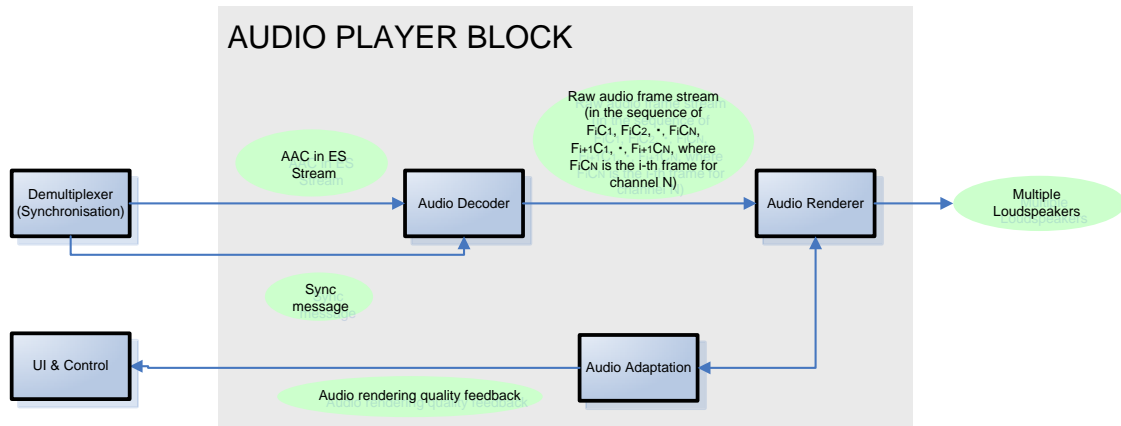 AUDIO PLAYER BLOCK
Raw audio frame stream
(in the sequence of
FiC1, FiC2, ･. FiCN,
Fi+1C1, ･. Fi+1CN, where
FiCN is the i-th frame for
channel N)
AAC in ES
Stream
Demultiplexer
(Synchronisation)
Audio Decoder
Audio Renderer
Multiple
Loudspeakers
Sync
message
UI & Control
Audio Adaptation
Audio rendering quality feedback